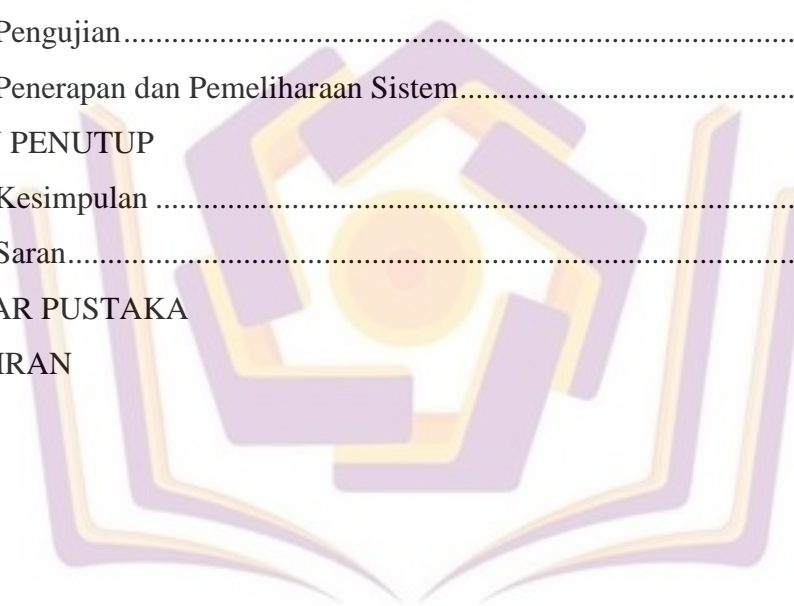 Pengujian................................................................................
Penerapan dan Pemeliharaan Sistem..........................................
PENUTUP
Kesimpulan ...............................................................................
Saran...........................................................................................
AR PUSTAKA
IRAN